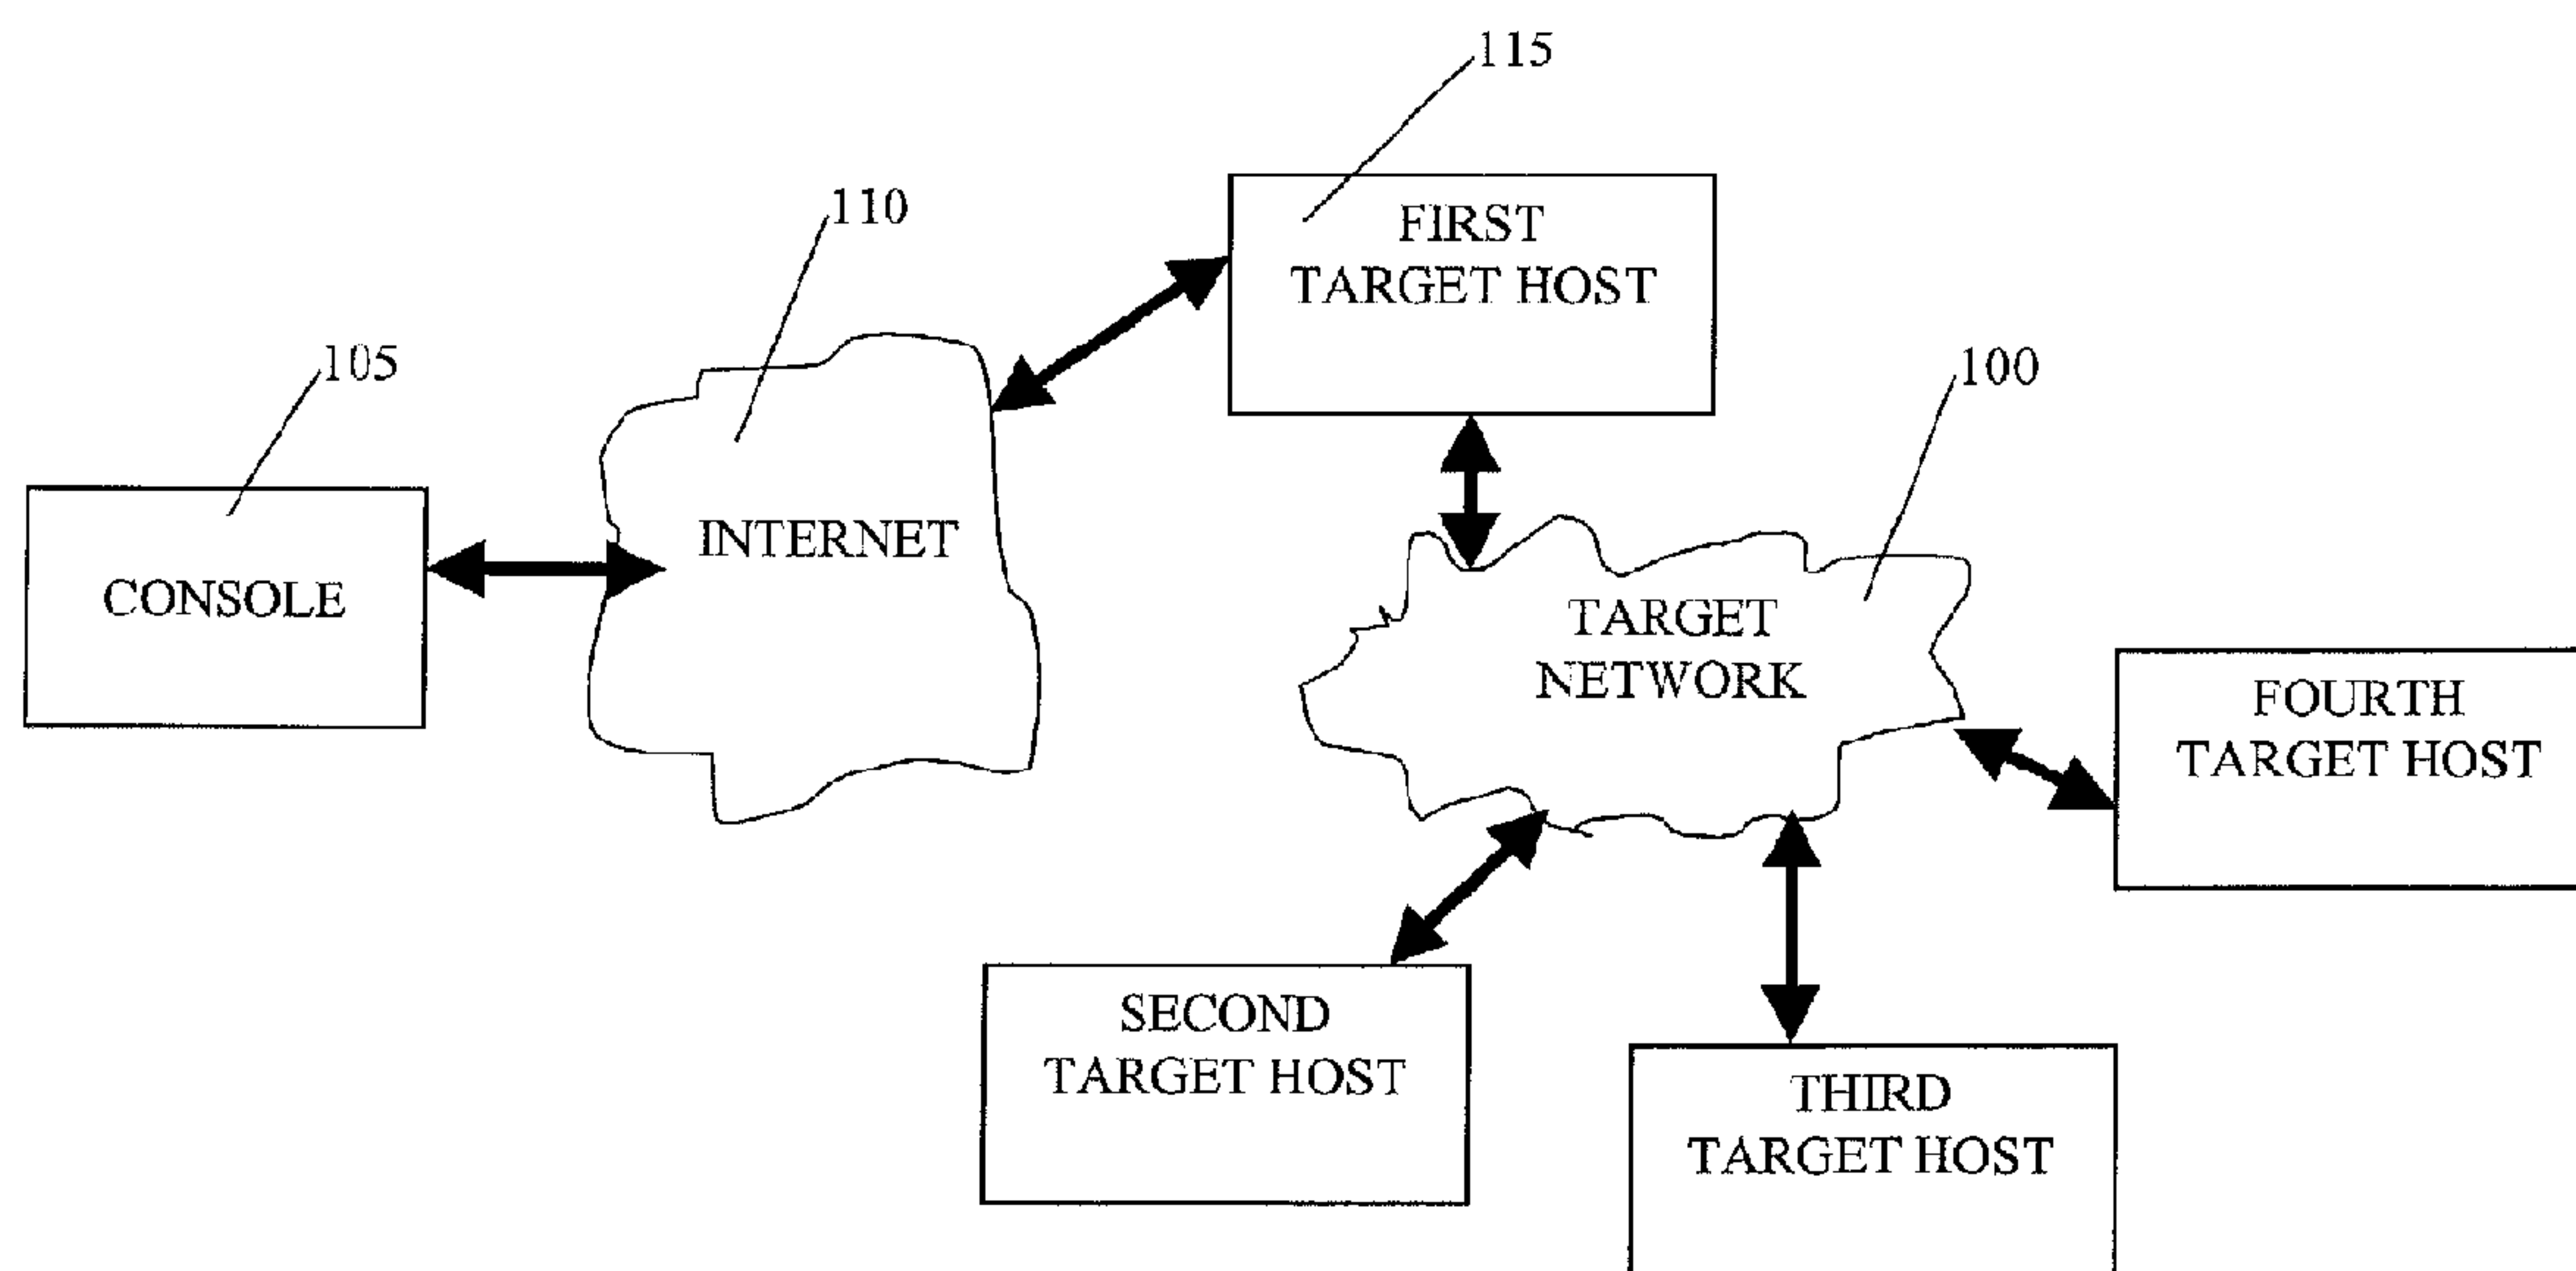 115
110
FIRST
TARGET HOST
105
100
INTERNET
CONSOLE
TARGET
NETWORK
FOURTH
TARGET HOST
SECOND
TARGET HOST
THIRD
TARGET HOST